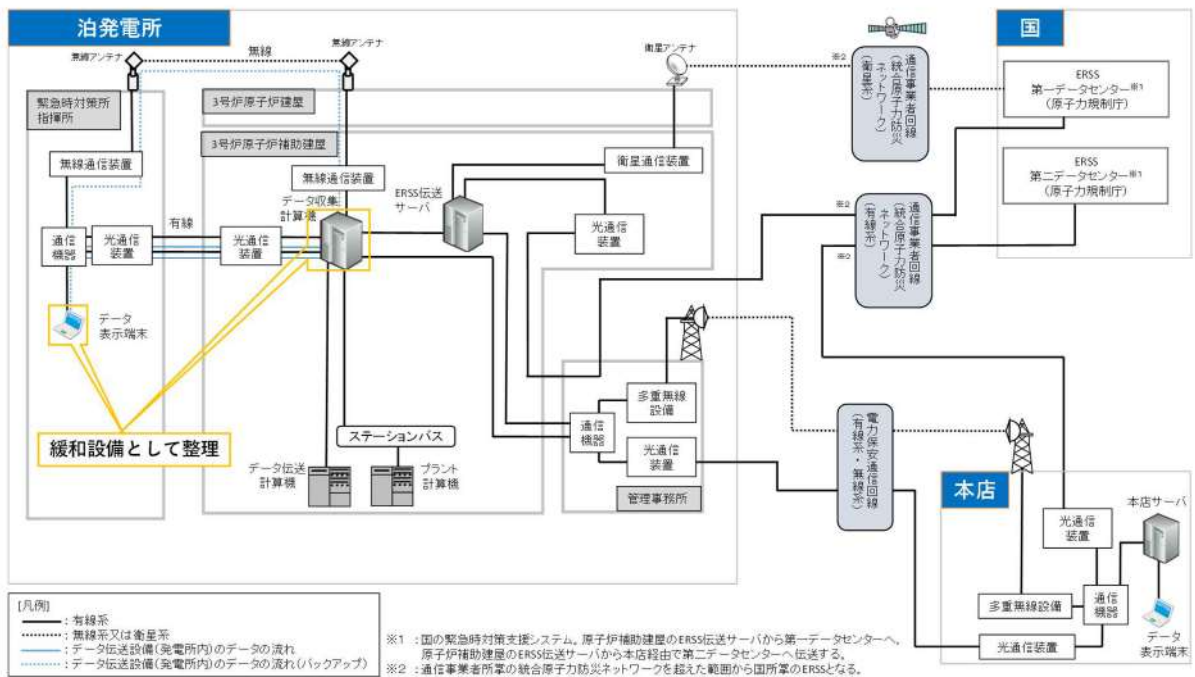 泊発電所
無線アンテナ
無線
無線アンテナ
衛星アンテナ
緊急時対策所
指揮所
3号炉原子炉建屋
3号炉原子炉補助建屋
無線通信装置
無線通信装置
データ収集
計算機
ERSS伝送
サーバ
衛星通信装置
光通信
装置
通信
機器
光通信
装置
有線
光通信
装置
データ
表示端末
緩和設備として整理
ステーションバス
データ伝送
計算機
プラント
計算機
通信
機器
多重無線
設備
光通信
装置
管理事務所
※2
通信事業者回線
(統合原子力防災
ネットワーク)
(衛星系)
※2
※2
通信事業者回線
(統合原子力防災
ネットワーク)
(有線系)
電力保安通信回線
(有線系・無線系)
国
ERSS
第一データセンター※1
(原子力規制庁)
ERSS
第二データセンター※1
(原子力規制庁)
本店
光通信
装置
本店サーバ
多重無線設備
通信
機器
光通信装置
データ
表示端末
[凡例]
:有線系
:無線系又は衛星系
:データ伝送設備(発電所内)のデータの流れ
:データ伝送設備(発電所内)のデータの流れ(バックアップ)
※1 :国の緊急時対策支援システム。原子炉補助建屋のERSS伝送サーバから第一データセンターへ、
原子炉補助建屋のERSS伝送サーバから本店経由で第二データセンターへ伝送する。
※2 :通信事業者所掌の統合原子力防災ネットワークを超えた範囲から国所掌のERSSとなる。